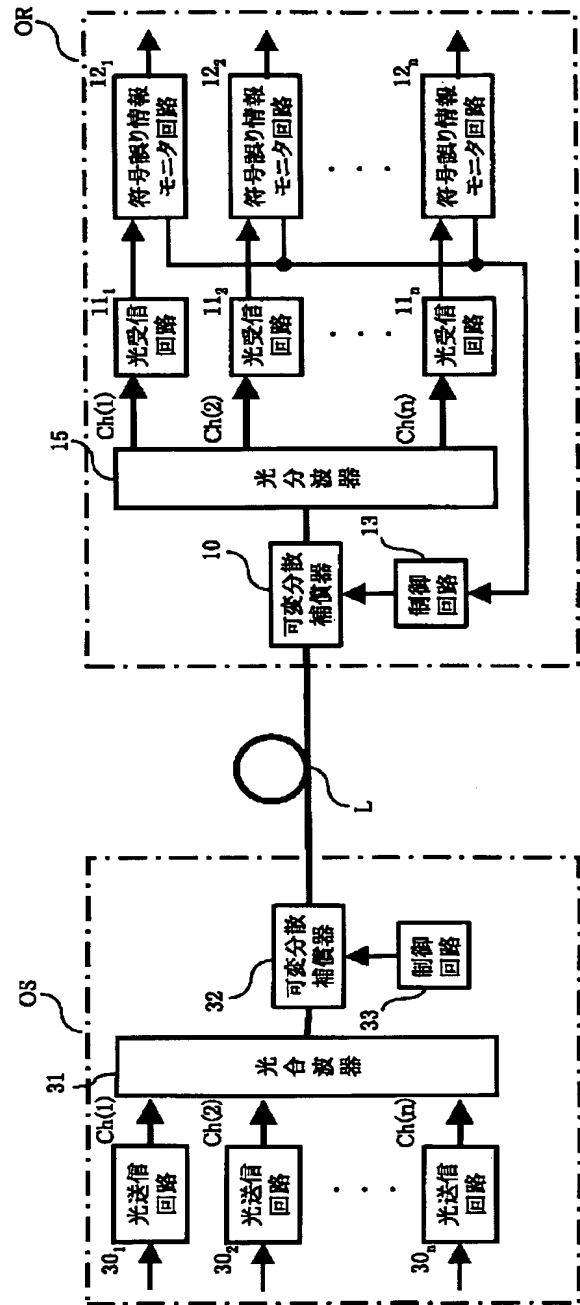 OS
30₁
光送信
回路
Ch(1)
30₂
光送信
回路
Ch(2)
30ₙ
光送信
回路
Ch(n)
31
光合波器
32
可変分散
補償器
33
制御
回路
L
OR
10
可変分散
補償器
13
制御
回路
15
光分波器
Ch(1)
11₁
光受信
回路
12₁
符号誤り情報
モニタ回路
Ch(2)
11₂
光受信
回路
12₂
符号誤り情報
モニタ回路
Ch(n)
11ₙ
光受信
回路
12ₙ
符号誤り情報
モニタ回路